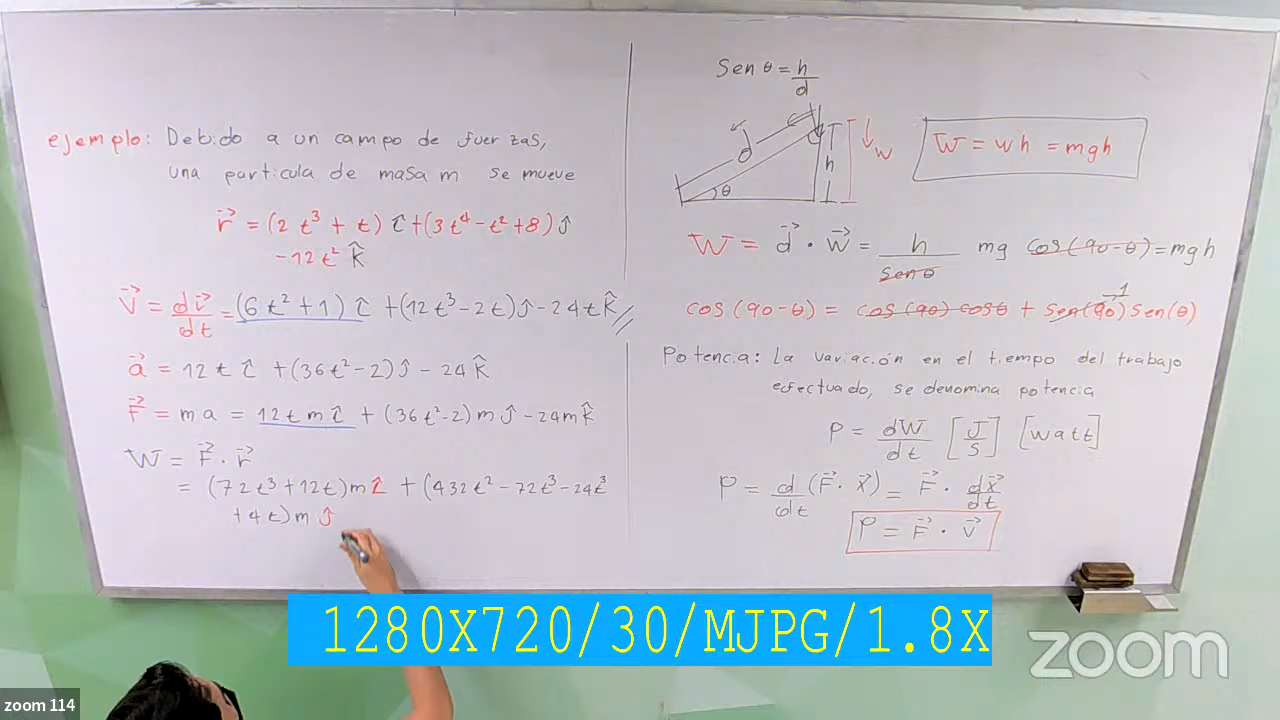 ejemplo: Debido a un campo de fuerzas,
una particula de masa m se mueve
r⃗ = (2t³ + t) î + (3t⁴ - t² + 8) ĵ
- 12t² k̂
V⃗ = dr⃗/dt = (6t² + 1) î + (12t³ - 2t) ĵ - 24t k̂ //
a⃗ = 12t î + (36t² - 2) ĵ - 24 k̂
F⃗ = ma = 12t m î + (36t² - 2) m ĵ - 24m k̂
W = F⃗ · r⃗
= (72t³ + 12t) m î + (432t² - 72t³ - 24t³
+ 4t) m ĵ
Sen θ = h/d
d
h
θ
↓ w
W = wh = mgh
W = d⃗ · w⃗ = h/Senθ mg cos(90 - θ) = mgh
cos(90 - θ) = cos(90) cosθ + Sen(90) Sen(θ)
1
Potencia: La variación en el tiempo del trabajo
efectuado, se denomina potencia
P = dW/dt [J/S] [watt]
P = d/dt (F⃗ · x⃗) = F⃗ · dx⃗/dt
P = F⃗ · V⃗
1280X720/30/MJPG/1.8X
zoom
zoom 114